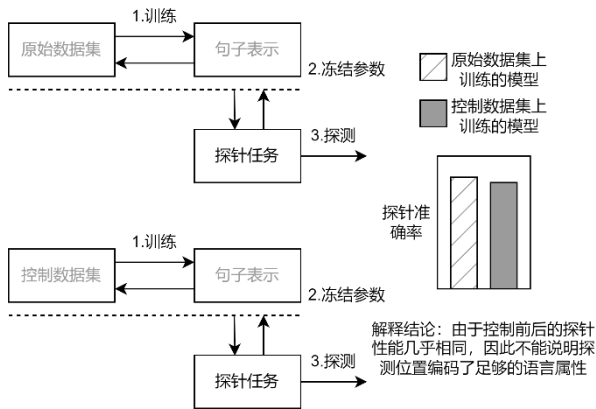 1.训练
原始数据集
句子表示
2.冻结参数
探针任务
3.探测
1.训练
控制数据集
句子表示
2.冻结参数
探针任务
3.探测
原始数据集上
训练的模型
控制数据集上
训练的模型
探针准
确率
解释结论：由于控制前后的探针
性能几乎相同，因此不能说明探
测位置编码了足够的语言属性